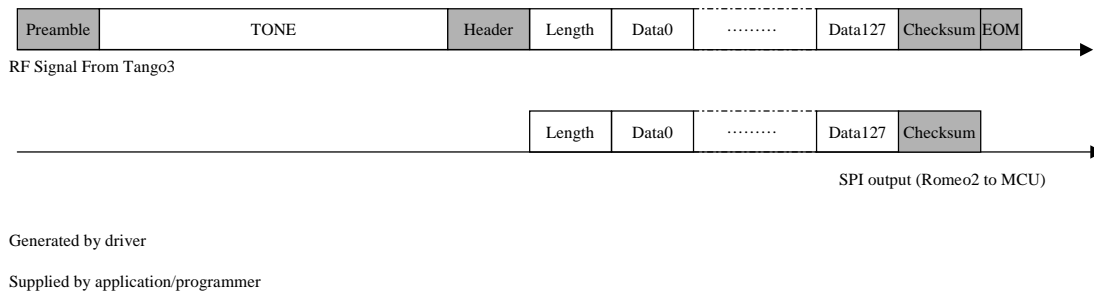 Preamble TONE Header Length Data0 ········· Data127 Checksum EOM
RF Signal From Tango3
Length Data0 ········· Data127 Checksum
SPI output (Romeo2 to MCU)
Generated by driver
Supplied by application/programmer